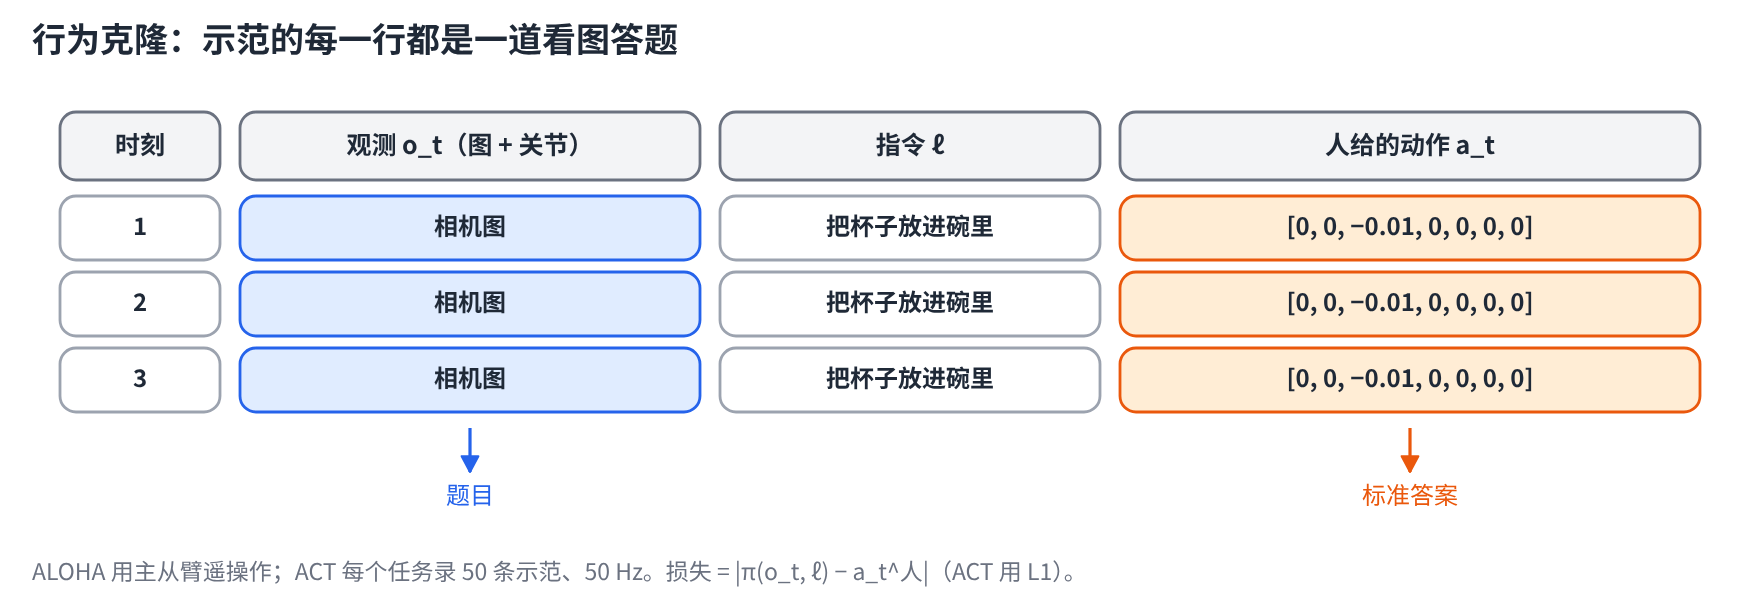 行为克隆：示范的每一行都是一道看图答题
时刻 观测 o_t（图 + 关节） 指令 ℓ 人给的动作 a_t
1 相机图 把杯子放进碗里 [0, 0, −0.01, 0, 0, 0, 0]
2 相机图 把杯子放进碗里 [0, 0, −0.01, 0, 0, 0, 0]
3 相机图 把杯子放进碗里 [0, 0, −0.01, 0, 0, 0, 0]
题目 标准答案
ALOHA 用主从臂遥操作；ACT 每个任务录 50 条示范、50 Hz。损失 = |π(o_t, ℓ) − a_t^人|（ACT 用 L1）。